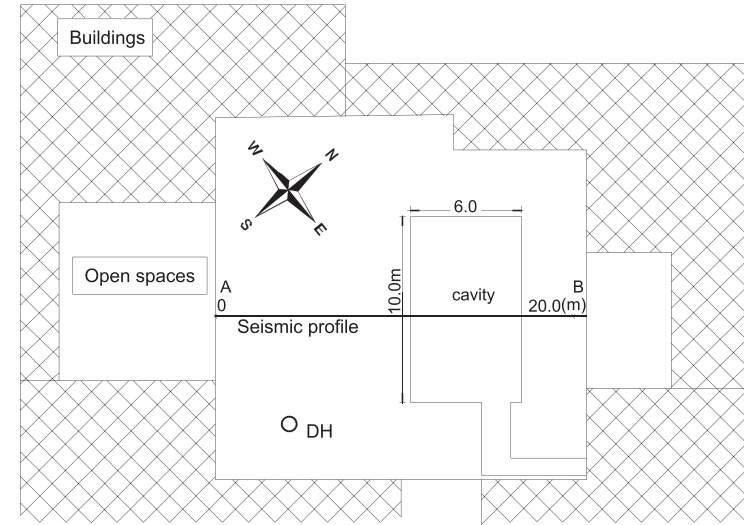 Buildings
W
N
S
E
6.0
Open spaces
A
0
10.0m
cavity
B
20.0(m)
Seismic profile
DH